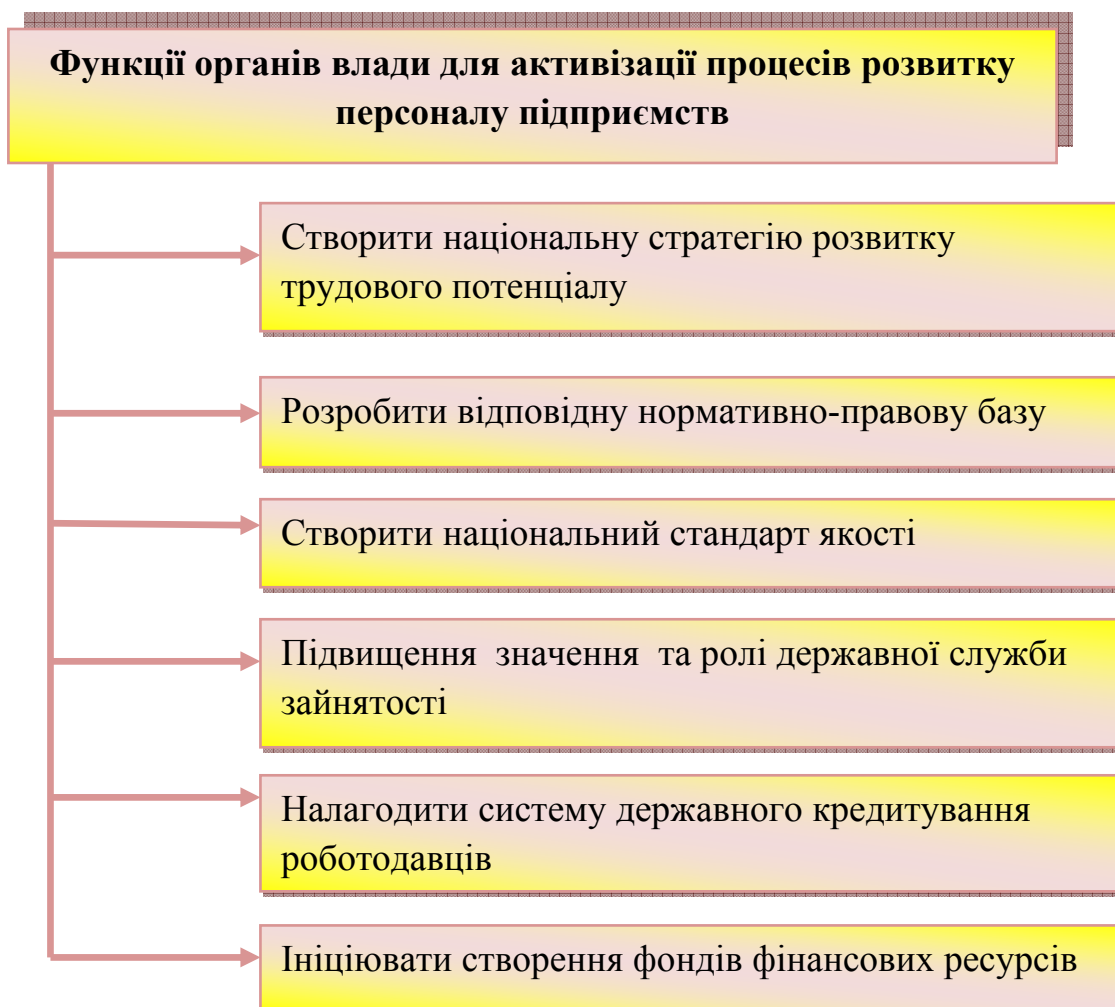 Функції органів влади для активізації процесів розвитку
персоналу підприємств
Створити національну стратегію розвитку
трудового потенціалу
Розробити відповідну нормативно-правову базу
Створити національний стандарт якості
Підвищення значення та ролі державної служби
зайнятості
Налагодити систему державного кредитування
роботодавців
Ініціювати створення фондів фінансових ресурсів